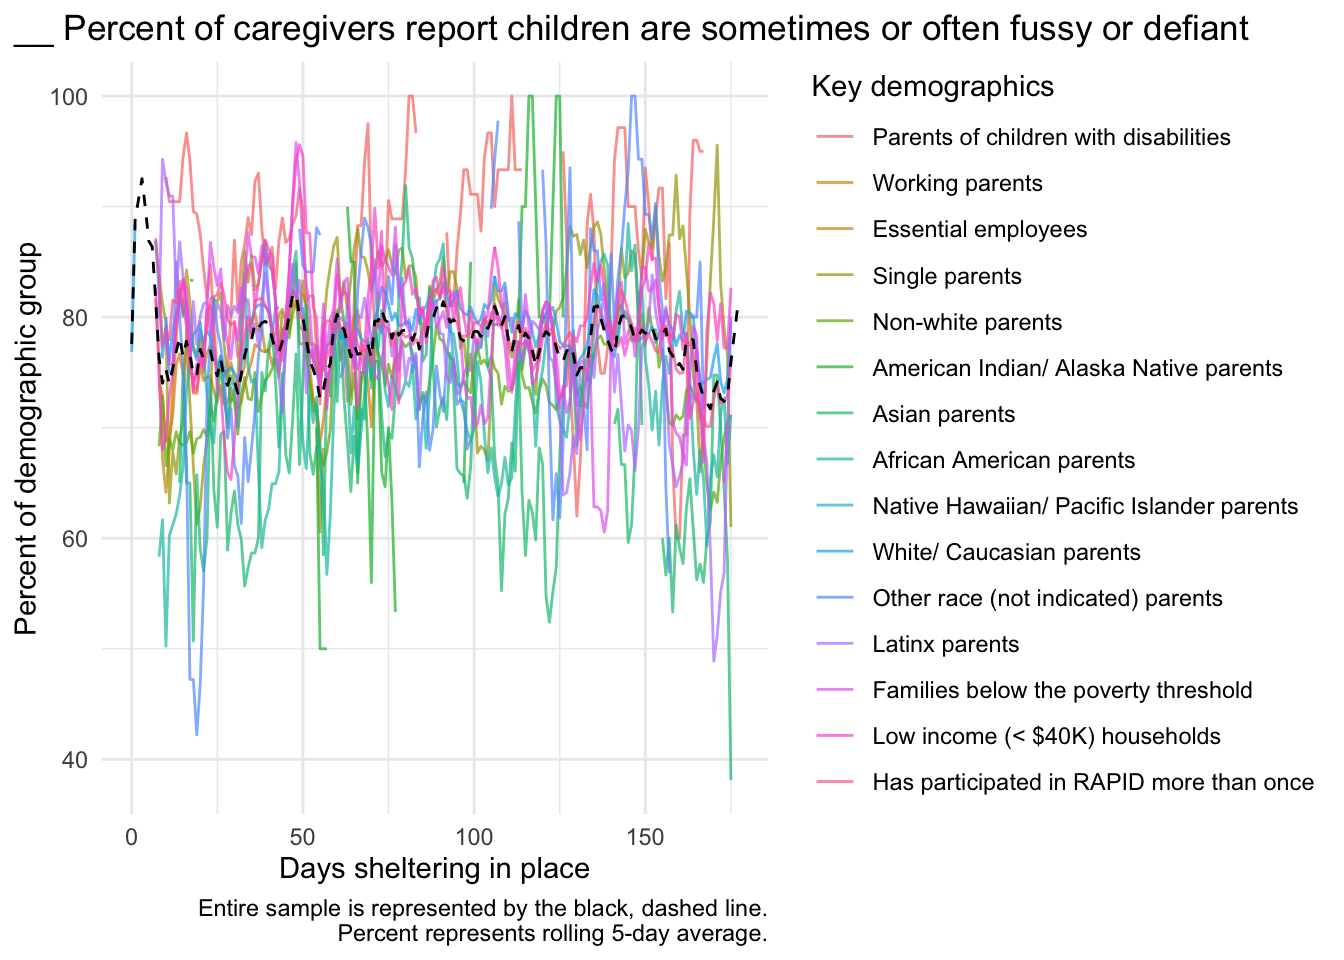 __ Percent of caregivers report children are sometimes or often fussy or defiant
Percent of demographic group
100
80
60
40
0
50
100
150
Days sheltering in place
Entire sample is represented by the black, dashed line.
Percent represents rolling 5-day average.
Key demographics
Parents of children with disabilities
Working parents
Essential employees
Single parents
Non-white parents
American Indian/ Alaska Native parents
Asian parents
African American parents
Native Hawaiian/ Pacific Islander parents
White/ Caucasian parents
Other race (not indicated) parents
Latinx parents
Families below the poverty threshold
Low income (< $40K) households
Has participated in RAPID more than once